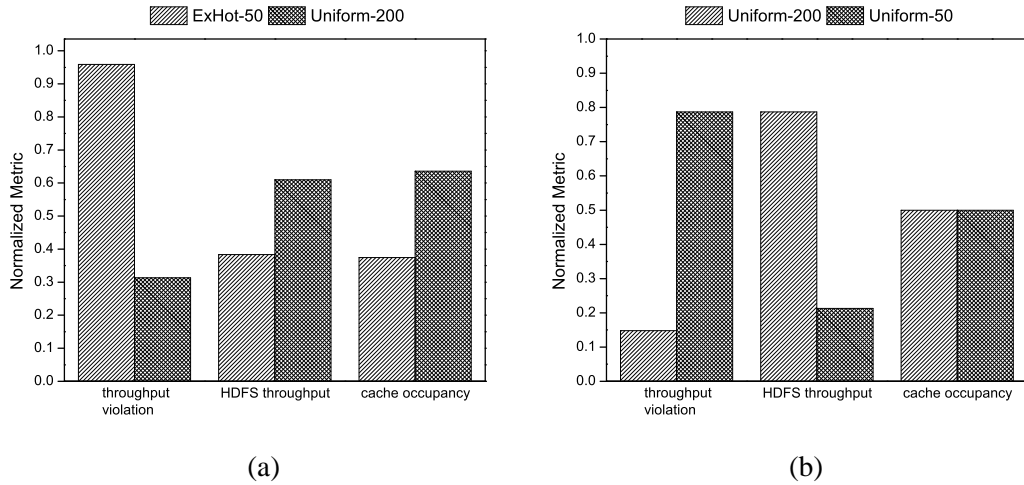 ExHot-50 Uniform-200
1.0
0.9
0.8
0.7
0.6
0.5
0.4
0.3
0.2
0.1
0.0
Normalized Metric
throughput
violation
HDFS throughput
cache occupancy
(a)
Uniform-200 Uniform-50
1.0
0.9
0.8
0.7
0.6
0.5
0.4
0.3
0.2
0.1
0.0
Normalized Metric
throughput
violation
HDFS throughput
cache occupancy
(b)